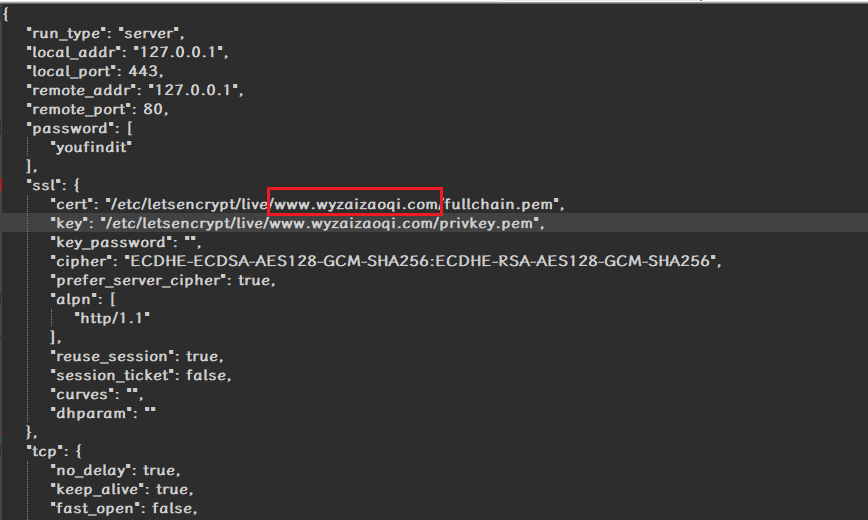 {
"run_type": "server",
"local_addr": "127.0.0.1",
"local_port": 443,
"remote_addr": "127.0.0.1",
"remote_port": 80,
"password": [
"youfindit"
],
"ssl": {
"cert": "/etc/letsencrypt/live/www.wyzaizaoqi.com/fullchain.pem",
"key": "/etc/letsencrypt/live/www.wyzaizaoqi.com/privkey.pem",
"key_password": "",
"cipher": "ECDHE-ECDSA-AES128-GCM-SHA256:ECDHE-RSA-AES128-GCM-SHA256",
"prefer_server_cipher": true,
"alpn": [
"http/1.1"
],
"reuse_session": true,
"session_ticket": false,
"curves": "",
"dhparam": ""
},
"tcp": {
"no_delay": true,
"keep_alive": true,
"fast_open": false,